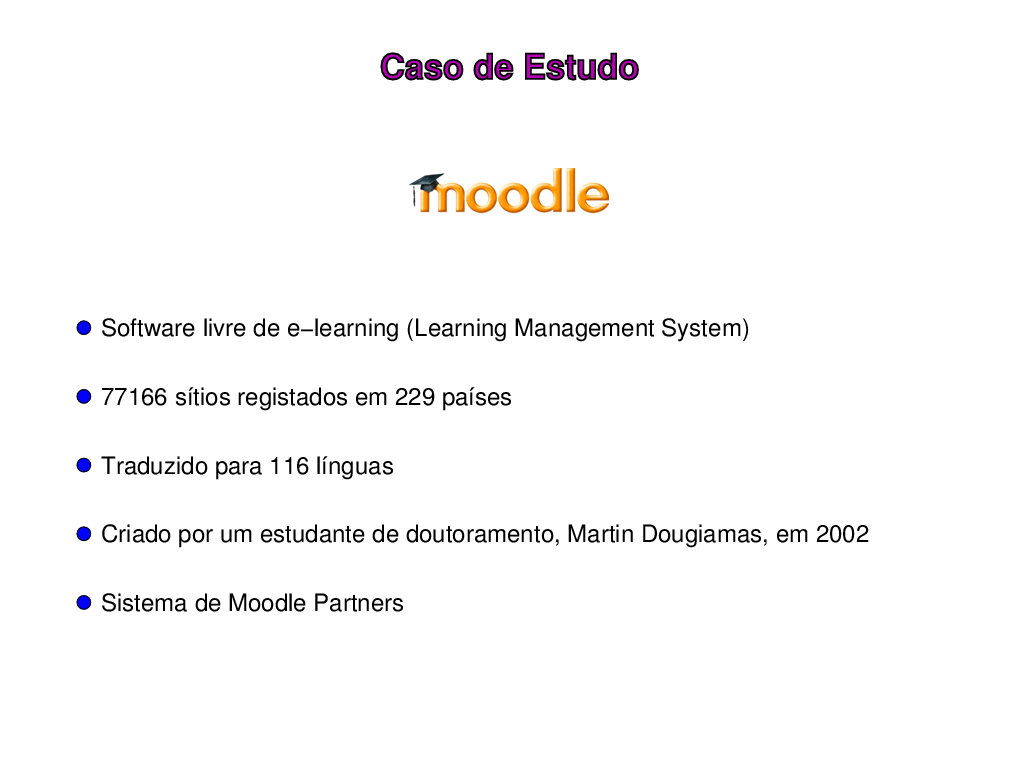 Caso de Estudo
moodle
Software livre de e−learning (Learning Management System)
77166 sítios registados em 229 países
Traduzido para 116 línguas
Criado por um estudante de doutoramento, Martin Dougiamas, em 2002
Sistema de Moodle Partners